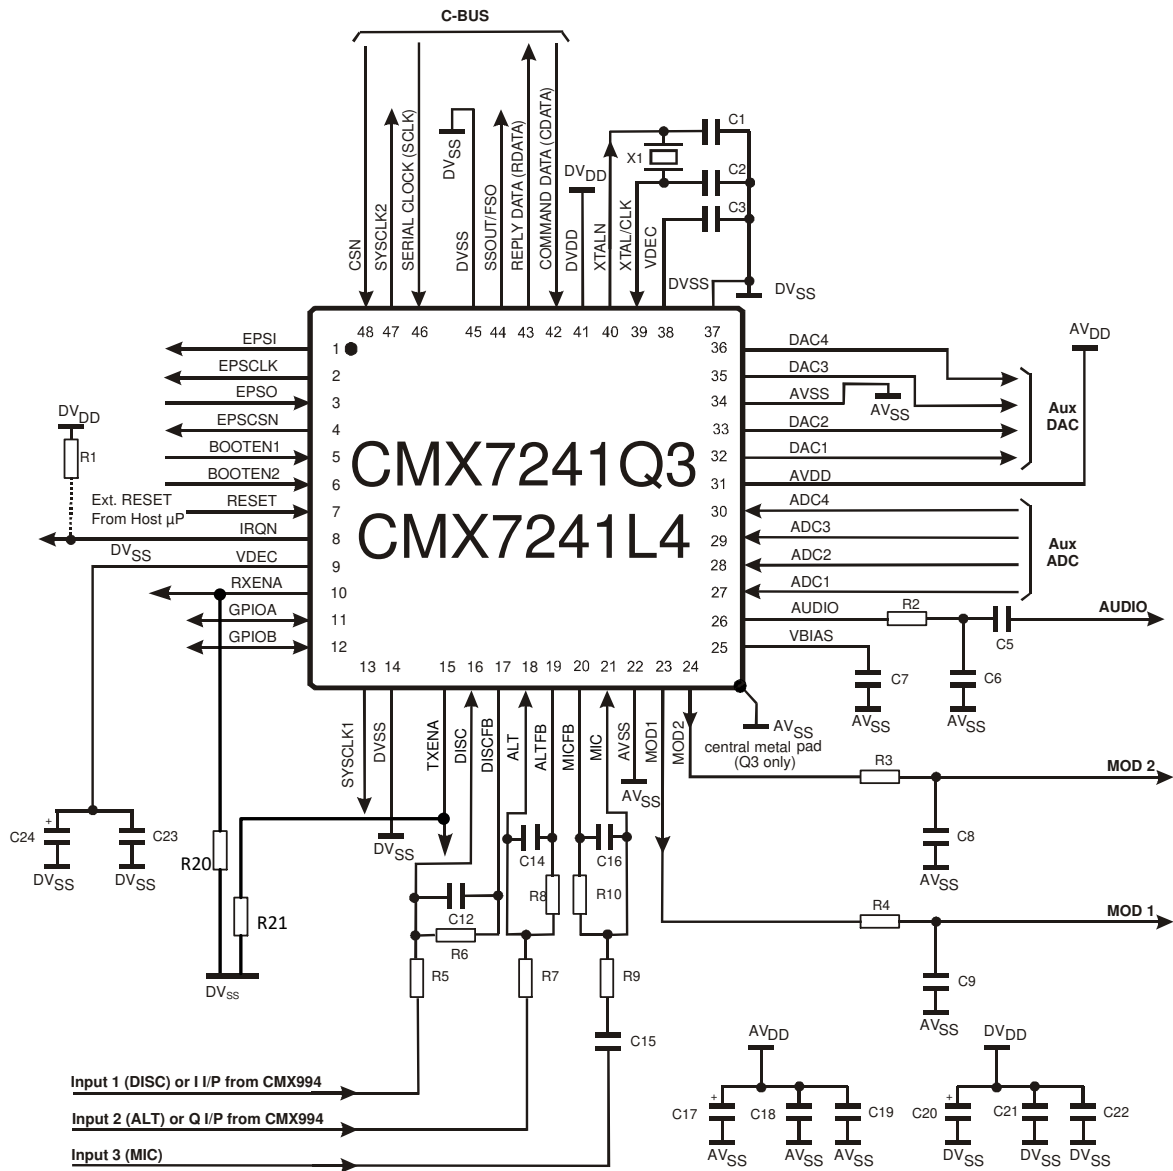 C-BUS
CSN
SYSCLK2
SERIAL CLOCK (SCLK)
DVSS
DVSS
SSOUT/FSO
REPLY DATA (RDATA)
COMMAND DATA (CDATA)
DVDD
DVDD
XTALN
XTAL/CLK
VDEC
X1
C1
C2
C3
DVSS
DVSS
48 47 46 45 44 43 42 41 40 39 38 37
EPSI 1
EPSCLK 2
EPSO 3
EPSCSN 4
BOOTEN1 5
BOOTEN2 6
RESET 7
IRQN 8
VDEC 9
RXENA 10
GPIOA 11
GPIOB 12
DVDD
R1
Ext. RESET
From Host µP
DVSS
CMX7241Q3
CMX7241L4
36 DAC4
35 DAC3
34 AVSS
33 DAC2
32 DAC1
31 AVDD
30 ADC4
29 ADC3
28 ADC2
27 ADC1
26 AUDIO
25 VBIAS
AVDD
AVSS
Aux
DAC
Aux
ADC
R2
C5
AUDIO
C7
C6
AVSS
AVSS
13 14 15 16 17 18 19 20 21 22 23 24
SYSCLK1
DVSS
TXENA
DISC
DISCFB
ALT
ALTFB
MICFB
MIC
AVSS
MOD1
MOD2
AVSS
central metal pad
(Q3 only)
AVSS
R3
MOD 2
C8
AVSS
R4
MOD 1
C9
AVSS
+
C24
C23
DVSS
DVSS
R20
R21
DVSS
DVSS
C14
C16
R8
R10
C12
R6
R5
R7
R9
C15
Input 1 (DISC) or I I/P from CMX994
Input 2 (ALT) or Q I/P from CMX994
Input 3 (MIC)
AVDD
+
C17
C18
C19
AVSS
AVSS
AVSS
DVDD
+
C20
C21
C22
DVSS
DVSS
DVSS